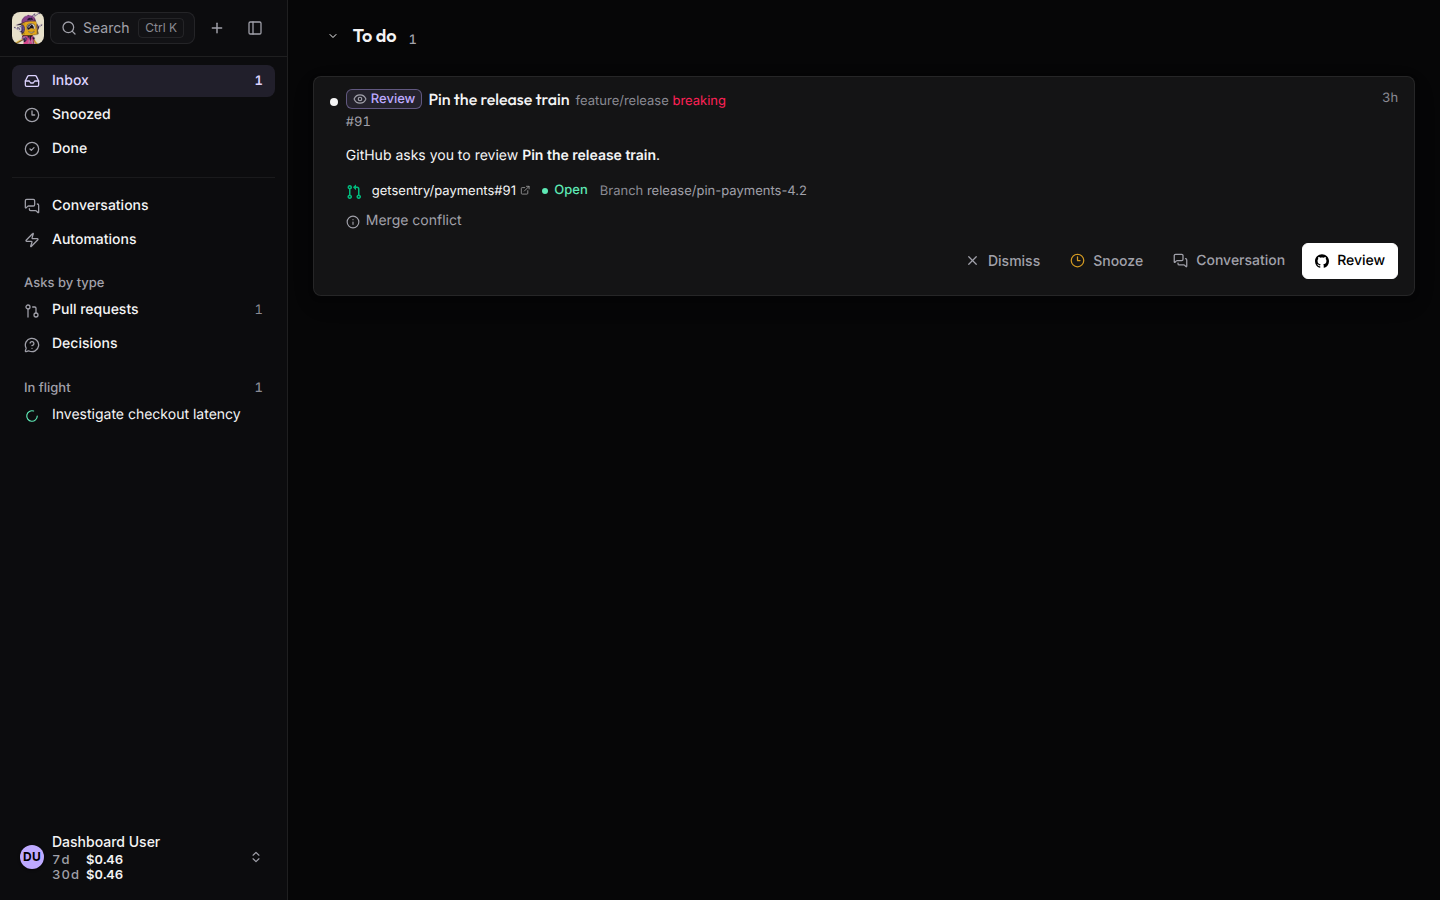 Search Ctrl K
Inbox 1
Snoozed
Done
Conversations
Automations
Asks by type
Pull requests 1
Decisions
In flight 1
Investigate checkout latency
DU Dashboard User
7d $0.46
30d $0.46
To do 1
Review Pin the release train feature/release breaking 3h
#91
GitHub asks you to review Pin the release train.
getsentry/payments#91 Open Branch release/pin-payments-4.2
Merge conflict
Dismiss Snooze Conversation Review